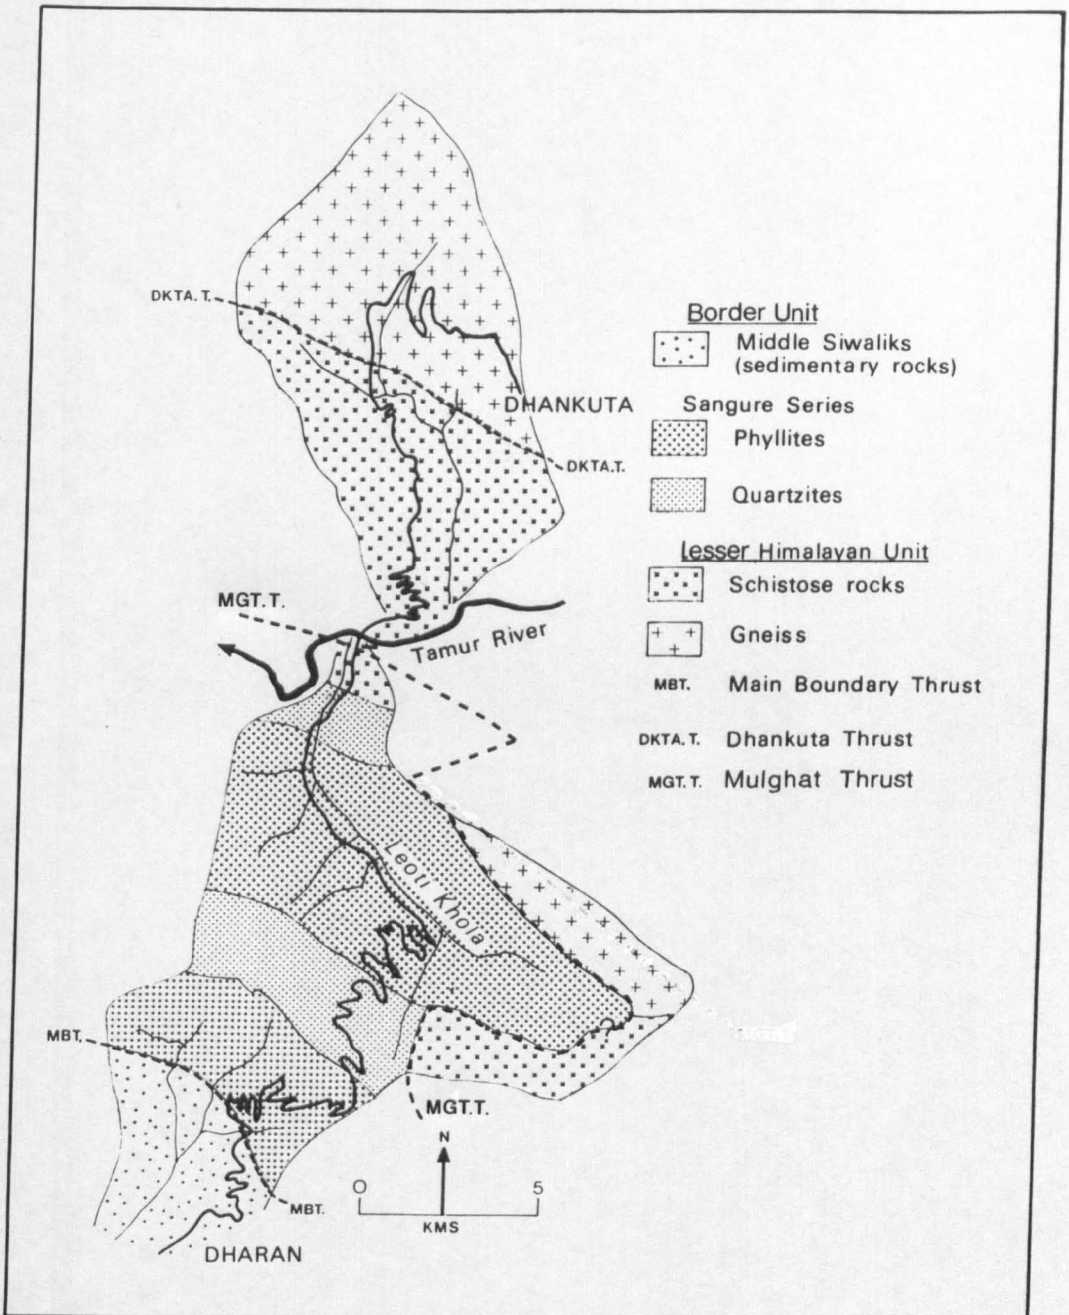 DKTA.T.
DHANKUTA
DKTA.T.
MGT.T.
Tamur River
Leoti Khola
MBT.
MGT.T.
MBT.
DHARAN
N
0 5
KMS
Border Unit
Middle Siwaliks
(sedimentary rocks)
Sangure Series
Phyllites
Quartzites
Lesser Himalayan Unit
Schistose rocks
Gneiss
MBT. Main Boundary Thrust
DKTA.T. Dhankuta Thrust
MGT.T. Mulghat Thrust